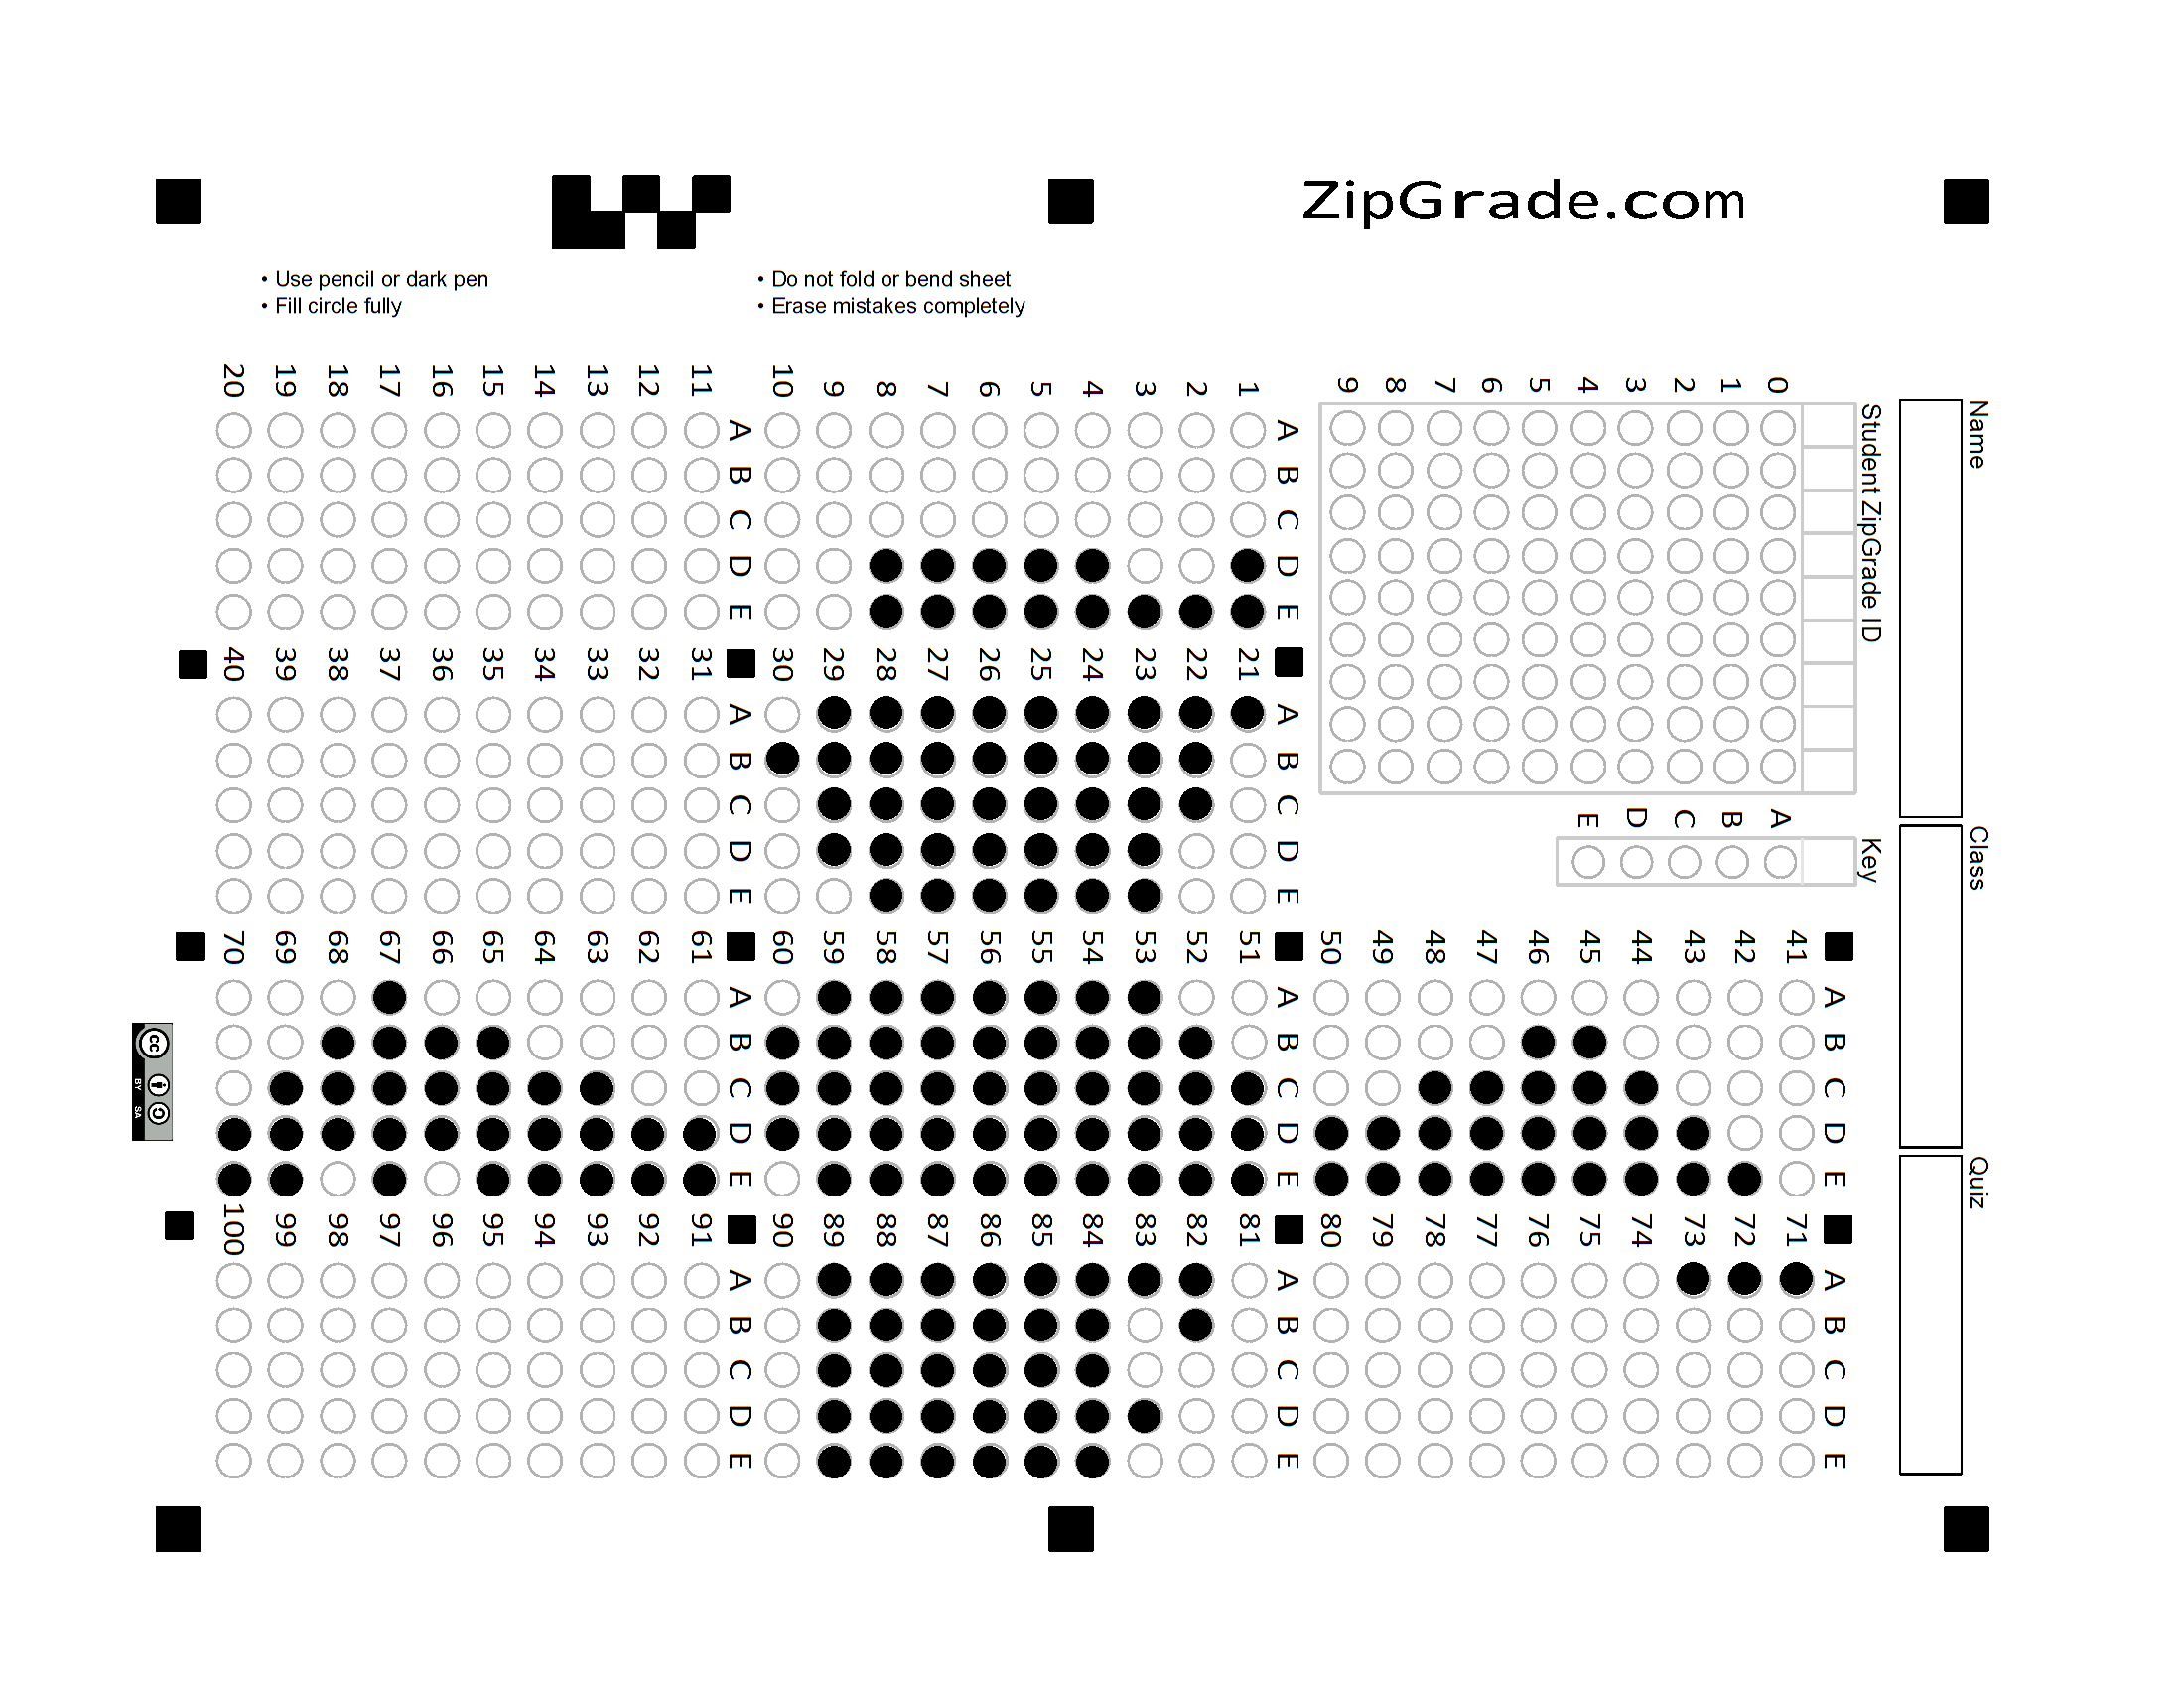 ZipGrade.com
• Use pencil or dark pen
• Fill circle fully
• Do not fold or bend sheet
• Erase mistakes completely
Name
Class
Quiz
Student ZipGrade ID
0 1 2 3 4 5 6 7 8 9
Key
A B C D E
A B C D E
1 2 3 4 5 6 7 8 9 10
A B C D E
11 12 13 14 15 16 17 18 19 20
A B C D E
21 22 23 24 25 26 27 28 29 30
A B C D E
31 32 33 34 35 36 37 38 39 40
A B C D E
41 42 43 44 45 46 47 48 49 50
A B C D E
51 52 53 54 55 56 57 58 59 60
A B C D E
61 62 63 64 65 66 67 68 69 70
A B C D E
71 72 73 74 75 76 77 78 79 80
A B C D E
81 82 83 84 85 86 87 88 89 90
A B C D E
91 92 93 94 95 96 97 98 99 100
cc BY SA